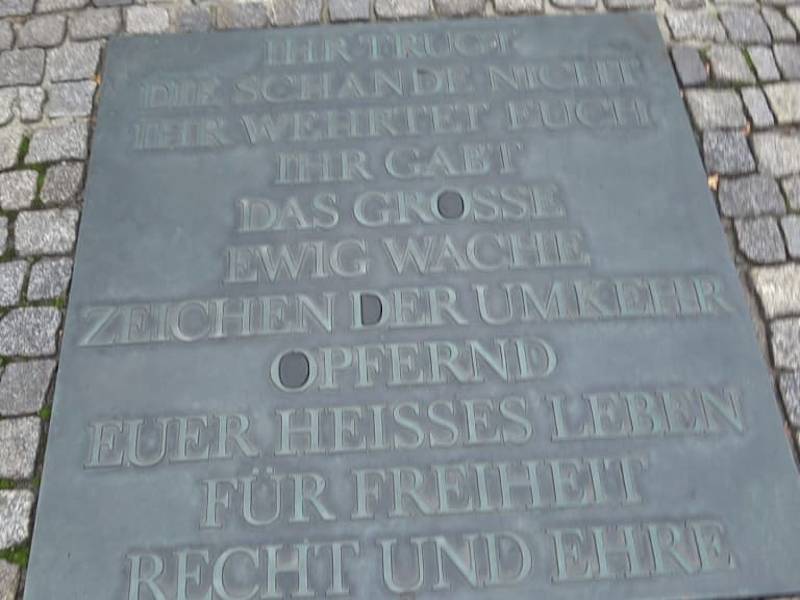 IHR TRUGT
DIE SCHANDE NICHT
IHR WEHRTET EUCH
IHR GABT
DAS GROSSE
EWIG WACHE
ZEICHEN DER UMKEHR
OPFERND
EUER HEISSES LEBEN
FÜR FREIHEIT
RECHT UND EHRE